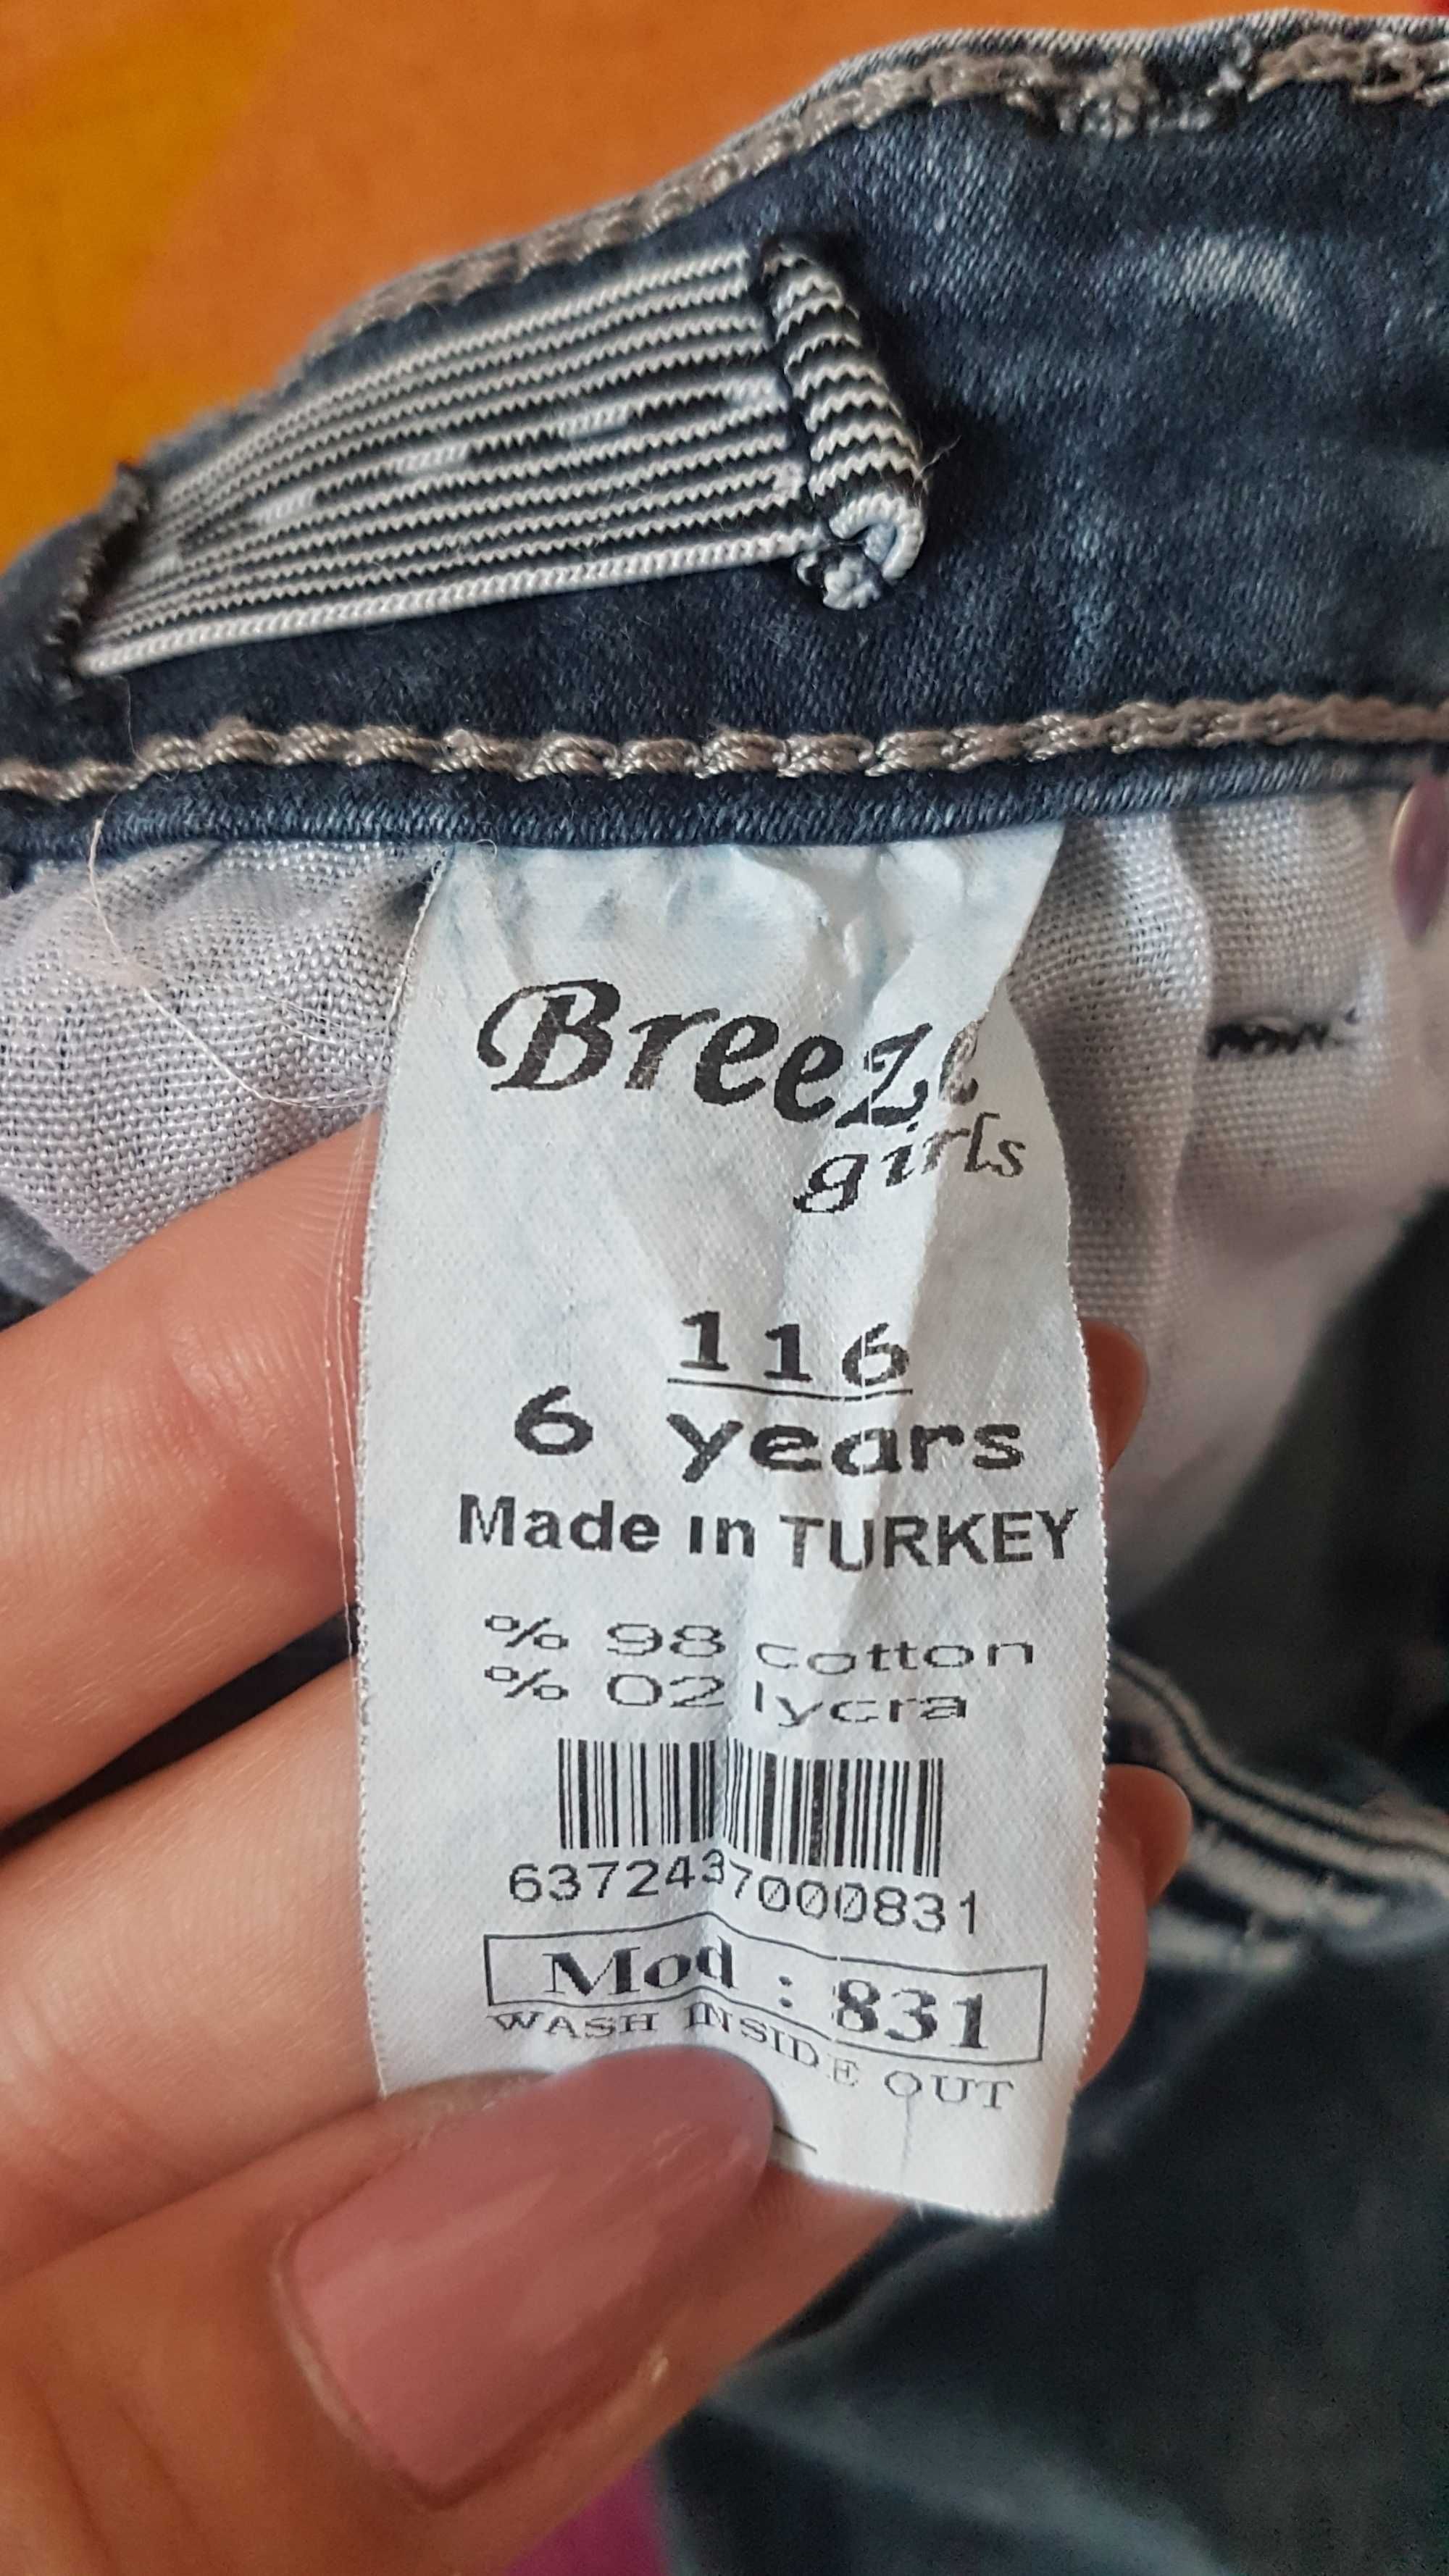 Breeze
girls
116
6 years
Made in TURKEY
% 98 cotton
% 02 lycra
6372437000831
Mod : 831
WASH INSIDE OUT